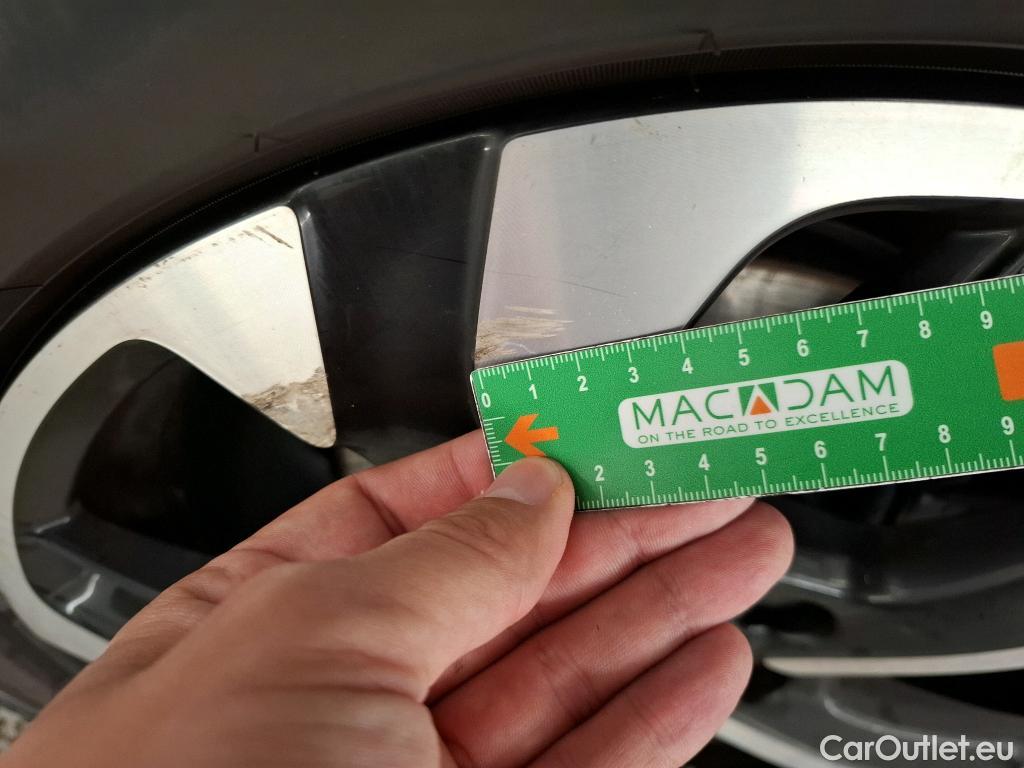 0 1 2 3 4 5 6 7 8 9
MACADAM
ON THE ROAD TO EXCELLENCE
2 3 4 5 6 7 8 9
CarOutlet.eu